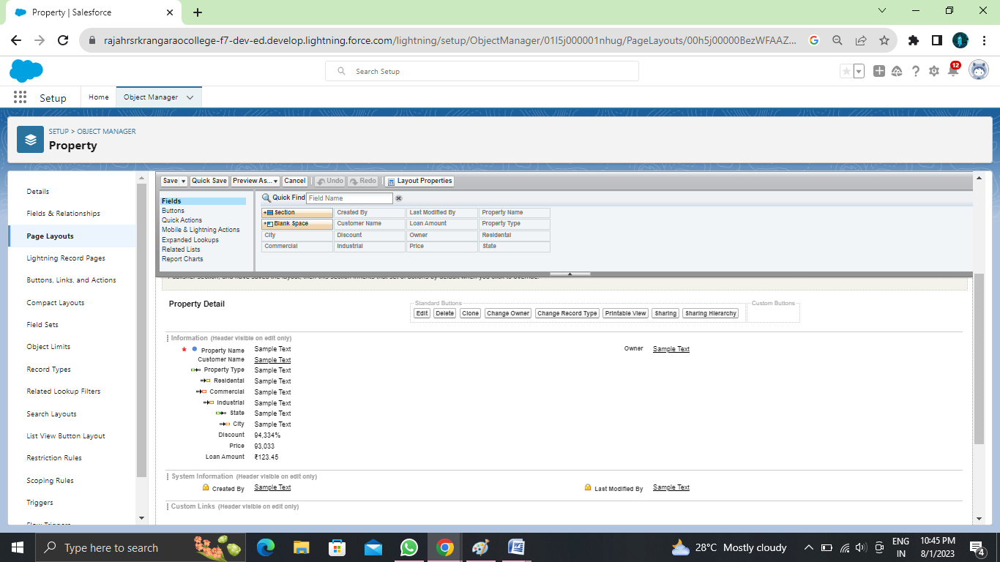 Property | Salesforce
rajahrsrkrangaraocollege-f7-dev-ed.develop.lightning.force.com/lightning/setup/ObjectManager/01I5j000001nhug/PageLayouts/00h5j00000BezWFAAZ...
Search Setup
12
Setup
Home
Object Manager
SETUP > OBJECT MANAGER
Property
Details
Fields & Relationships
Page Layouts
Lightning Record Pages
Buttons, Links, and Actions
Compact Layouts
Field Sets
Object Limits
Record Types
Related Lookup Filters
Search Layouts
List View Button Layout
Restriction Rules
Scoping Rules
Triggers
Flow Triggers
Save Quick Save Preview As... Cancel Undo Redo Layout Properties
Fields
Buttons
Quick Actions
Mobile & Lightning Actions
Expanded Lookups
Related Lists
Report Charts
Quick Find Field Name
Section Created By Last Modified By Property Name
Blank Space Customer Name Loan Amount Property Type
City Discount Owner Residental
Commercial Industrial Price State
Publisher section, and have saved the layout, then this section inherits that set of actions by default when you click to override.
Property Detail
Standard Buttons
Edit Delete Clone Change Owner Change Record Type Printable View Sharing Sharing Hierarchy
Custom Buttons
Information (Header visible on edit only)
* Property Name Sample Text Owner Sample Text
Customer Name Sample Text
Property Type Sample Text
Residental Sample Text
Commercial Sample Text
Industrial Sample Text
State Sample Text
City Sample Text
Discount 94,334%
Price 93,033
Loan Amount ₹123.45
System Information (Header visible on edit only)
Created By Sample Text Last Modified By Sample Text
Custom Links (Header visible on edit only)
Type here to search
28°C Mostly cloudy
ENG
IN
10:45 PM
8/1/2023
4